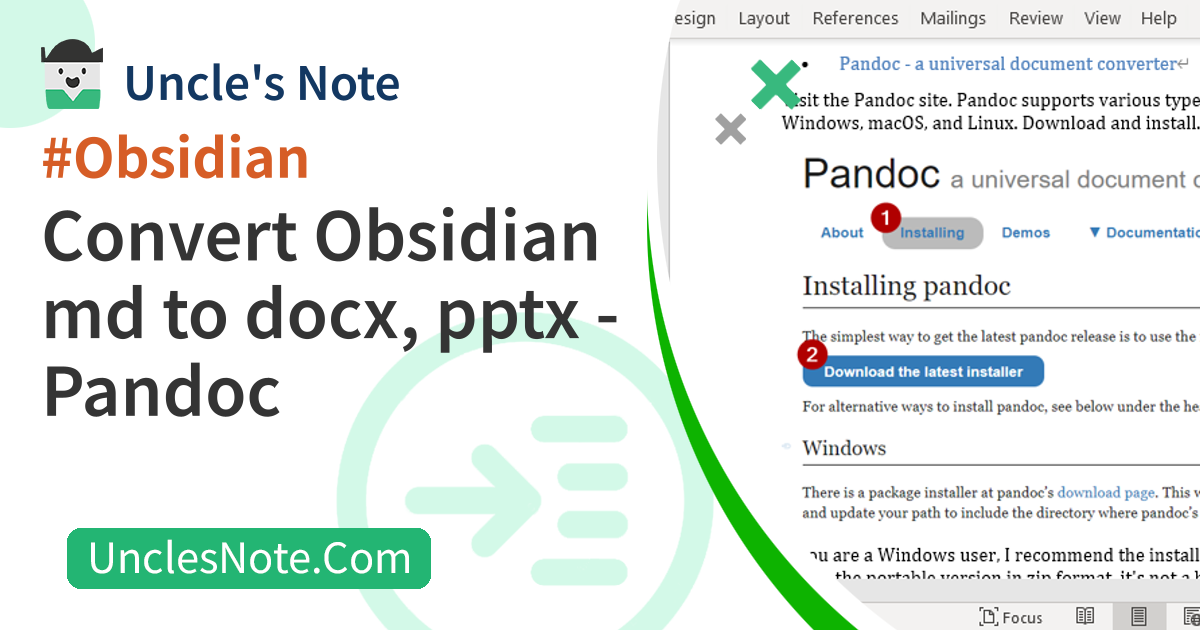 Uncle's Note
#Obsidian
Convert Obsidian
md to docx, pptx -
Pandoc
UnclesNote.Com
Layout References Mailings Review View Help
• Pandoc - a universal document converter↵
the Pandoc site. Pandoc supports various type
Windows, macOS, and Linux. Download and install.
Pandoc a universal document
About Installing Demos ▼ Documentatio
1
Installing pandoc
The simplest way to get the latest pandoc release is to use the
2
Download the latest installer
For alternative ways to install pandoc, see below under the
Windows
There is a package installer at pandoc's download page. This
and update your path to include the directory where pandoc's
are a Windows user, I recommend the install
the portable version in zip format, it's not a
Focus